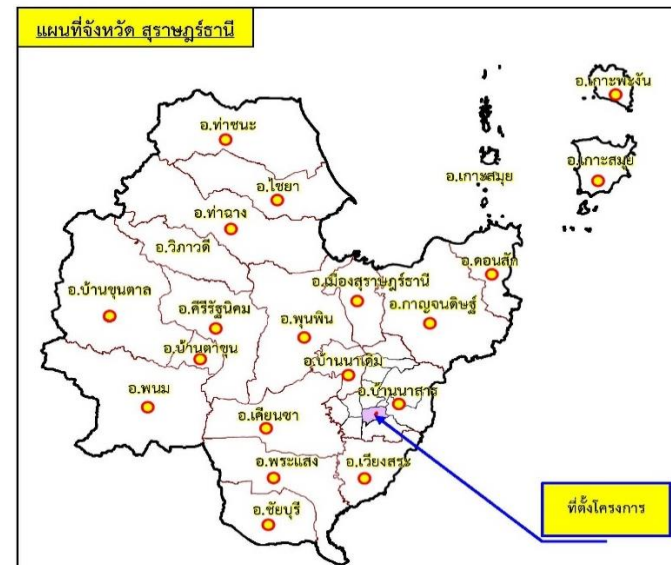 แผนที่จังหวัด สุราษฎร์ธานี
อ.เกาะพะงัน
อ.ท่าชนะ
อ.เกาะสมุย
อ.เกาะสมุย
อ.ไชยา
อ.ท่าฉาง
อ.วิภาวดี
อ.ดอนสัก
อ.เมืองสุราษฎร์ธานี
อ.บ้านขุนตาล
อ.คีรีรัฐนิคม
อ.พุนพิน
อ.กาญจนดิษฐ์
อ.บ้านตาขุน
อ.บ้านนาเดิม
อ.พนม
อ.บ้านนาสาร
อ.เคียนซา
อ.พระแสง
อ.เวียงสระ
อ.ชัยบุรี
ที่ตั้งโครงการ